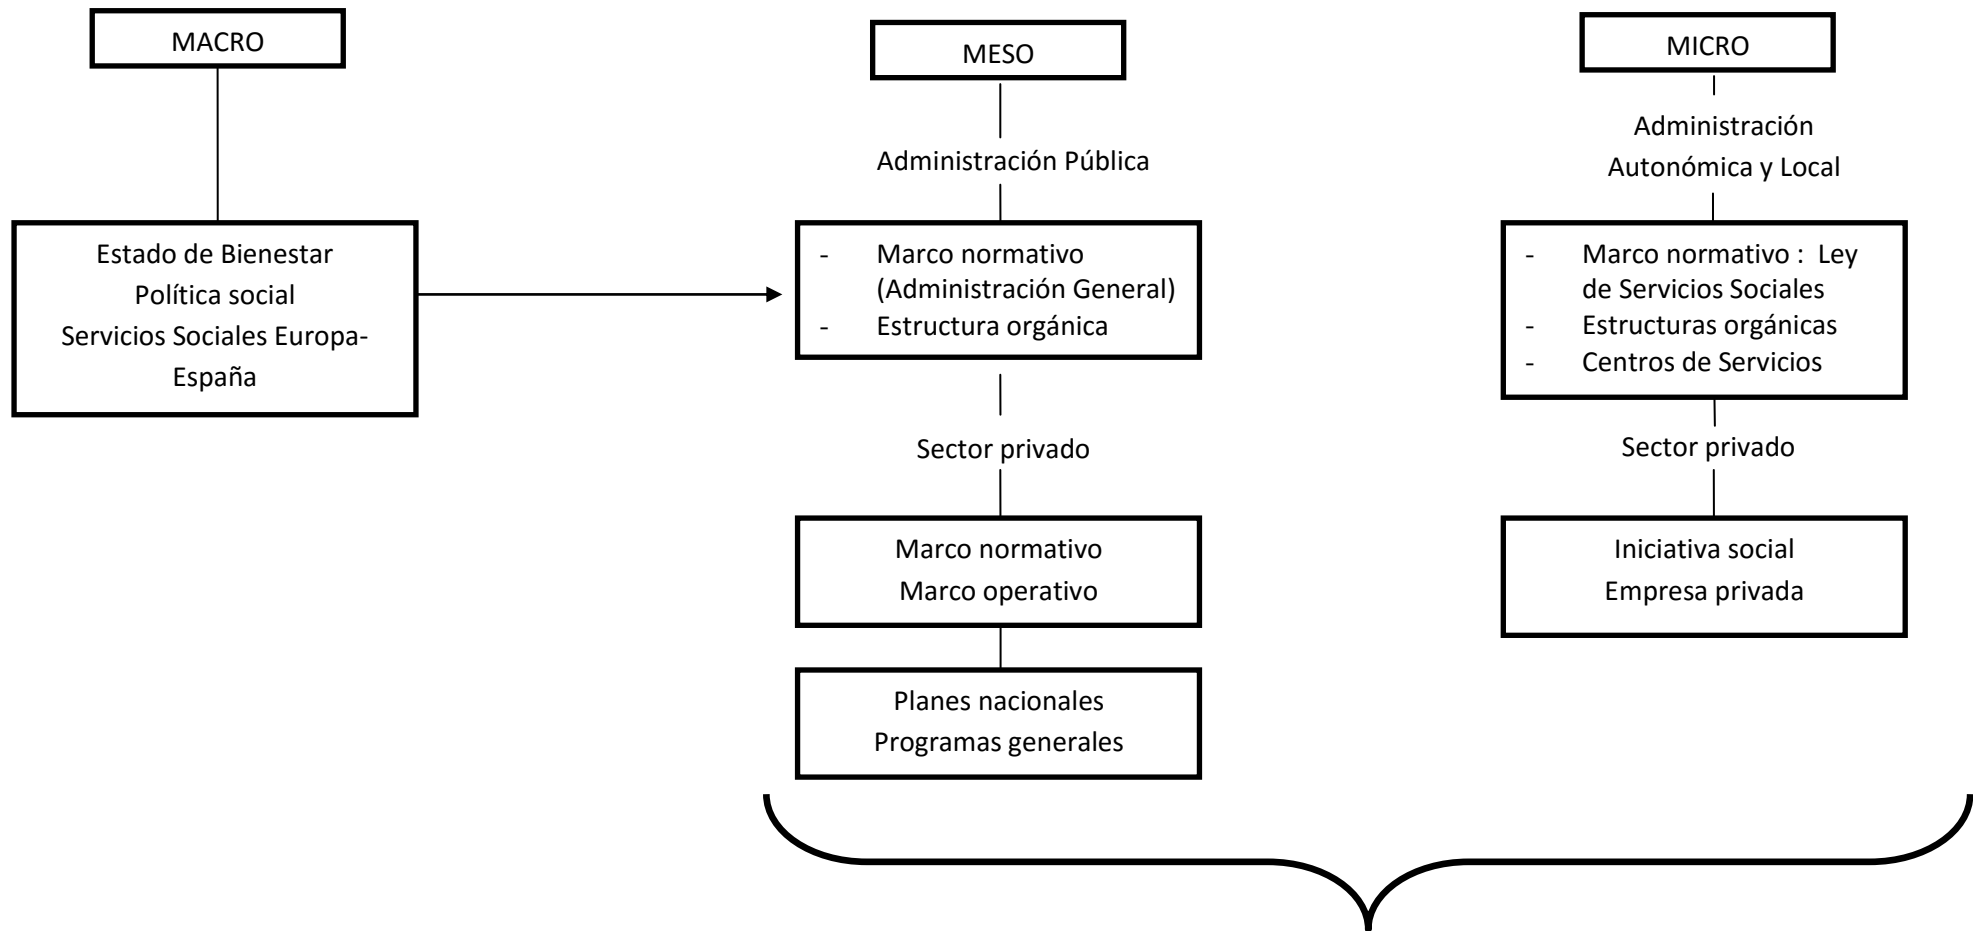 MACRO
Estado de Bienestar
Política social
Servicios Sociales Europa-
España
MESO
Administración Pública
- Marco normativo
(Administración General)
- Estructura orgánica
Sector privado
Marco normativo
Marco operativo
Planes nacionales
Programas generales
MICRO
Administración
Autonómica y Local
- Marco normativo : Ley
de Servicios Sociales
- Estructuras orgánicas
- Centros de Servicios
Sector privado
Iniciativa social
Empresa privada